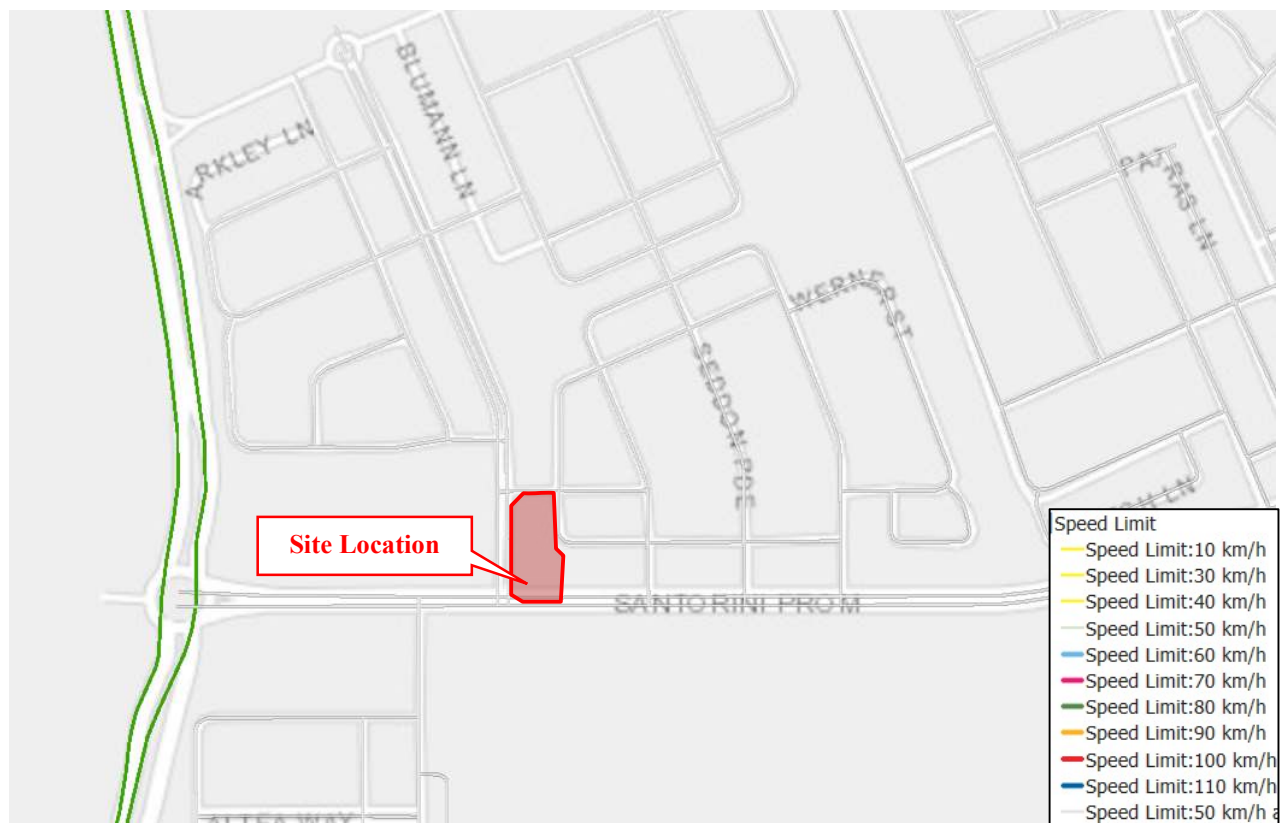 BLUMANN LN
ARKLEY LN
PATRAS LN
WERNER ST
SEDDON PDE
Site Location
SANTORINI PROM
ALTEA WAY
Speed Limit
Speed Limit:10 km/h
Speed Limit:30 km/h
Speed Limit:40 km/h
Speed Limit:50 km/h
Speed Limit:60 km/h
Speed Limit:70 km/h
Speed Limit:80 km/h
Speed Limit:90 km/h
Speed Limit:100 km/h
Speed Limit:110 km/h
Speed Limit:50 km/h a